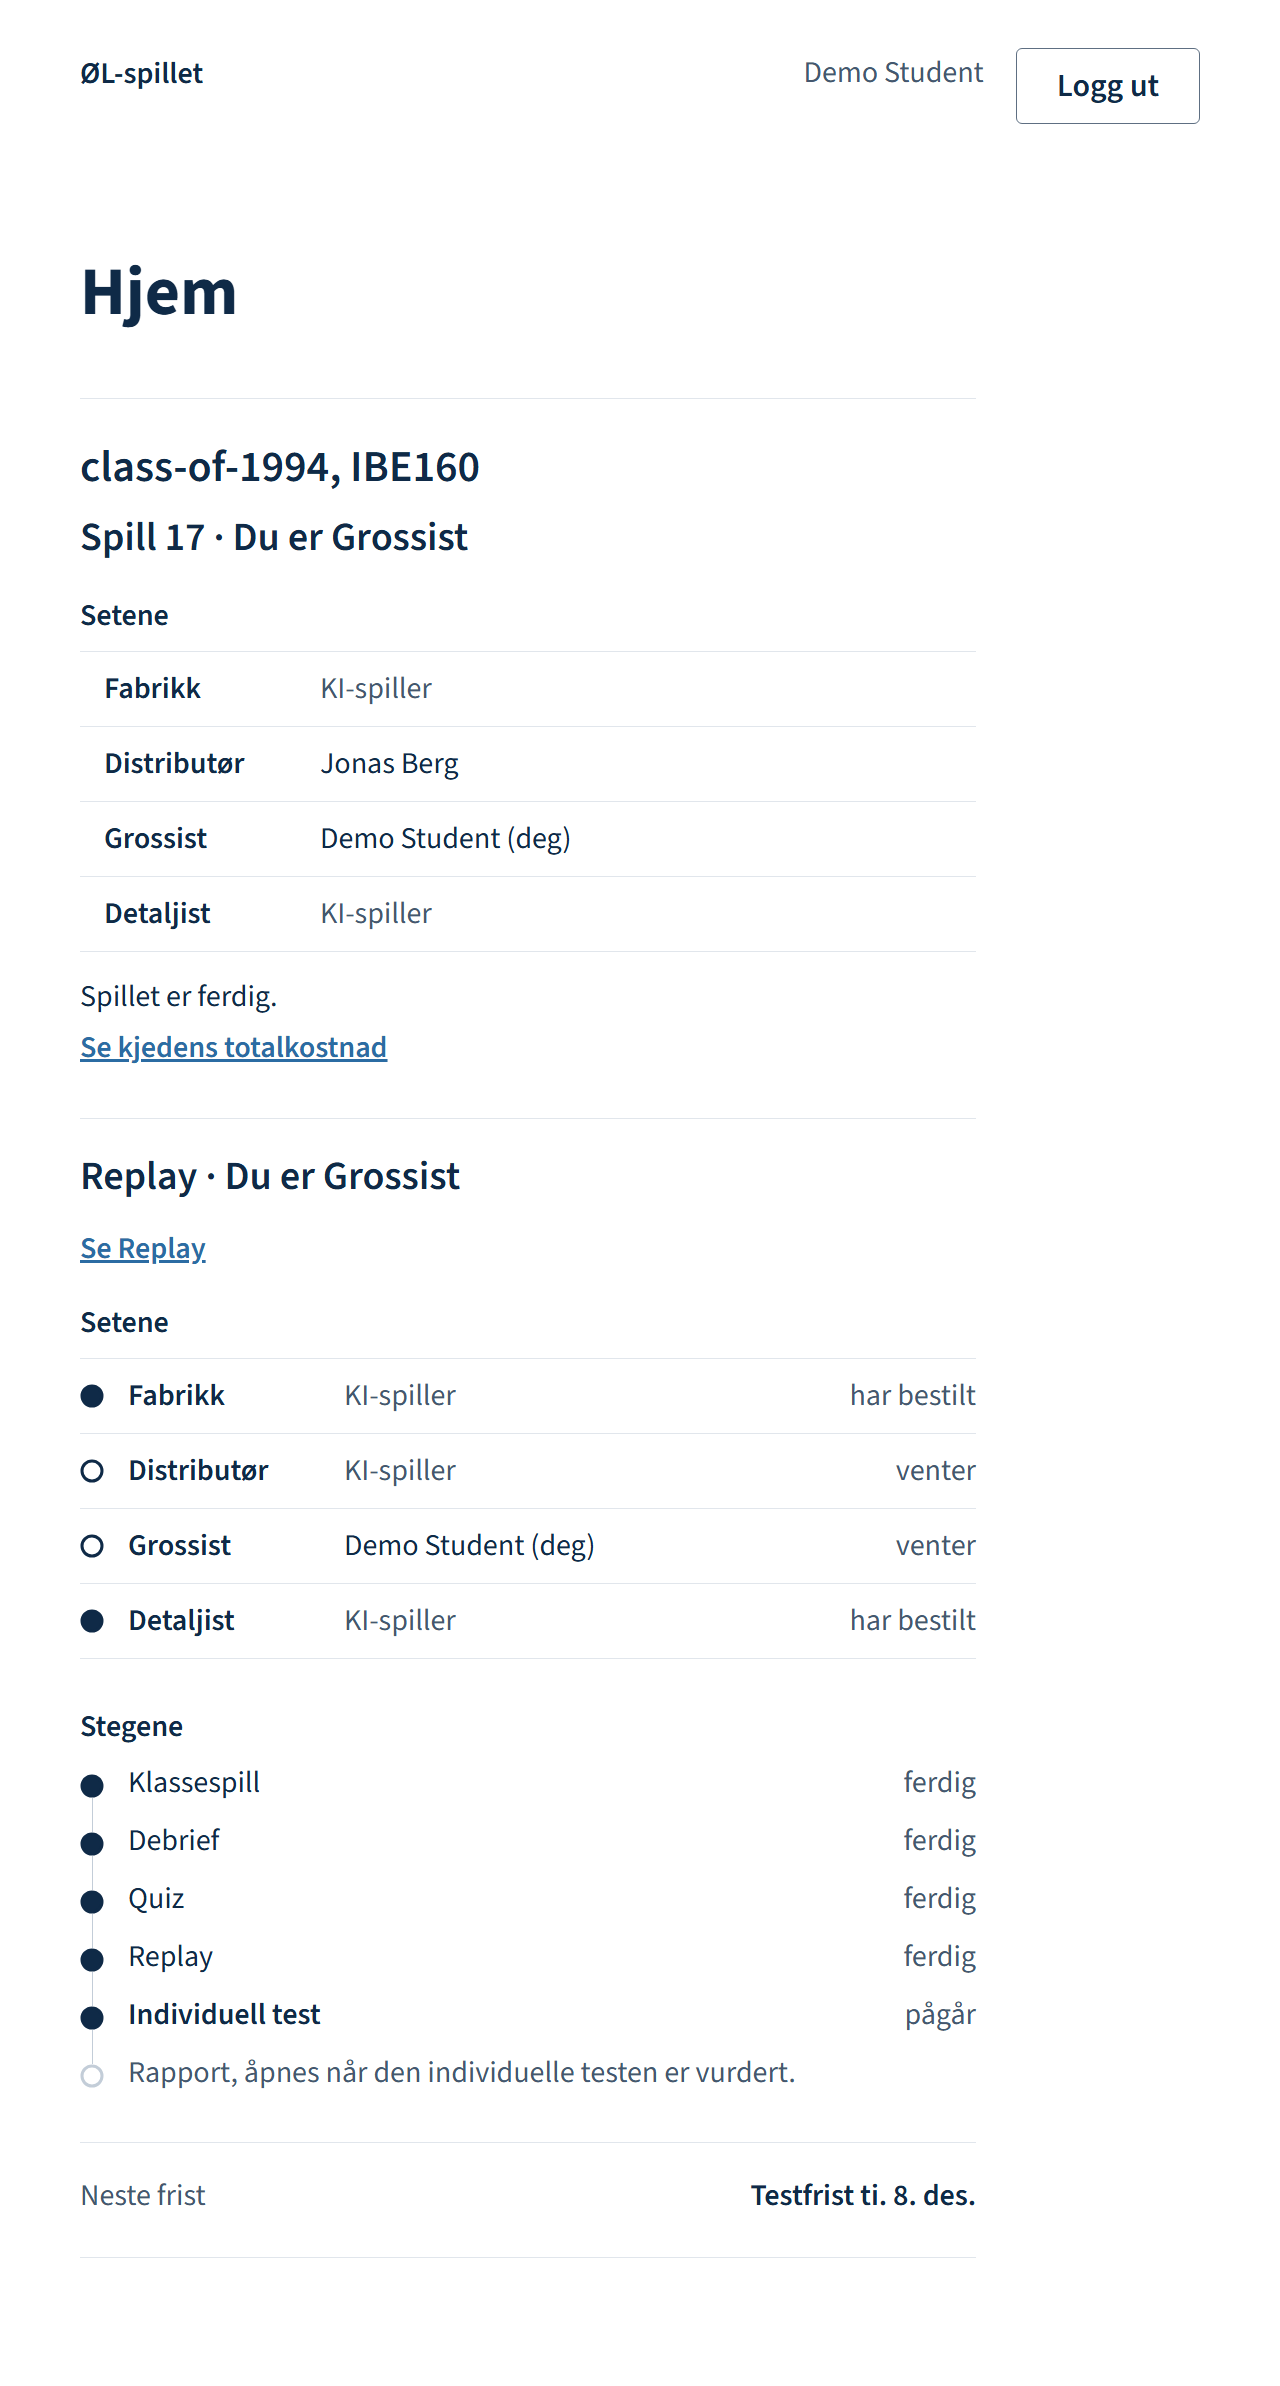 ØL-spillet
Demo Student
Logg ut
Hjem
class-of-1994, IBE160
Spill 17 · Du er Grossist
Setene
Fabrikk KI-spiller
Distributør Jonas Berg
Grossist Demo Student (deg)
Detaljist KI-spiller
Spillet er ferdig.
Se kjedens totalkostnad
Replay · Du er Grossist
Se Replay
Setene
Fabrikk KI-spiller har bestilt
Distributør KI-spiller venter
Grossist Demo Student (deg) venter
Detaljist KI-spiller har bestilt
Stegene
Klassespill ferdig
Debrief ferdig
Quiz ferdig
Replay ferdig
Individuell test pågår
Rapport, åpnes når den individuelle testen er vurdert.
Neste frist Testfrist ti. 8. des.